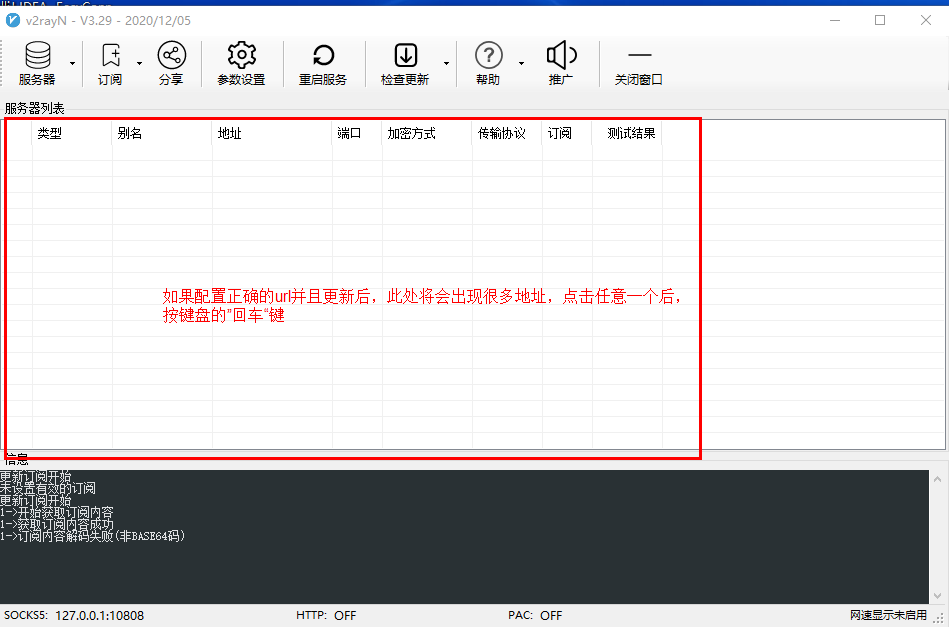 v2rayN - V3.29 - 2020/12/05
服务器 订阅 分享 参数设置 重启服务 检查更新 帮助 推广 关闭窗口
服务器列表
类型 别名 地址 端口 加密方式 传输协议 订阅 测试结果
如果配置正确的url并且更新后，此处将会出现很多地址，点击任意一个后，
按键盘的"回车"键
信息
更新订阅开始
未设置有效的订阅
更新订阅开始
1->开始获取订阅内容
1->获取订阅内容成功
1->订阅内容解码失败(非BASE64码)
SOCKS5: 127.0.0.1:10808 HTTP: OFF PAC: OFF 网速显示未启用